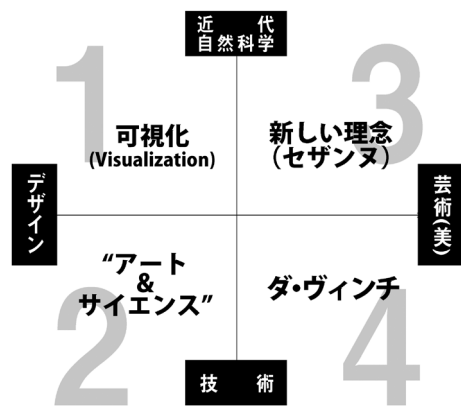 近　　代
自然科学
1
3
可視化
(Visualization)
新しい理念
（セザンヌ）
デザイン
芸術(美)
“アート
&
サイエンス”
ダ・ヴィンチ
2
4
技　　術